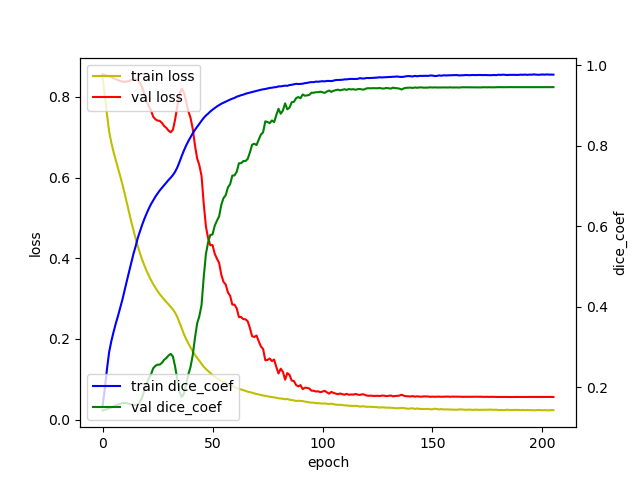 train loss
val loss
train dice_coef
val dice_coef
0.8
0.6
0.4
0.2
0.0
loss
1.0
0.8
0.6
0.4
0.2
dice_coef
0
50
100
150
200
epoch